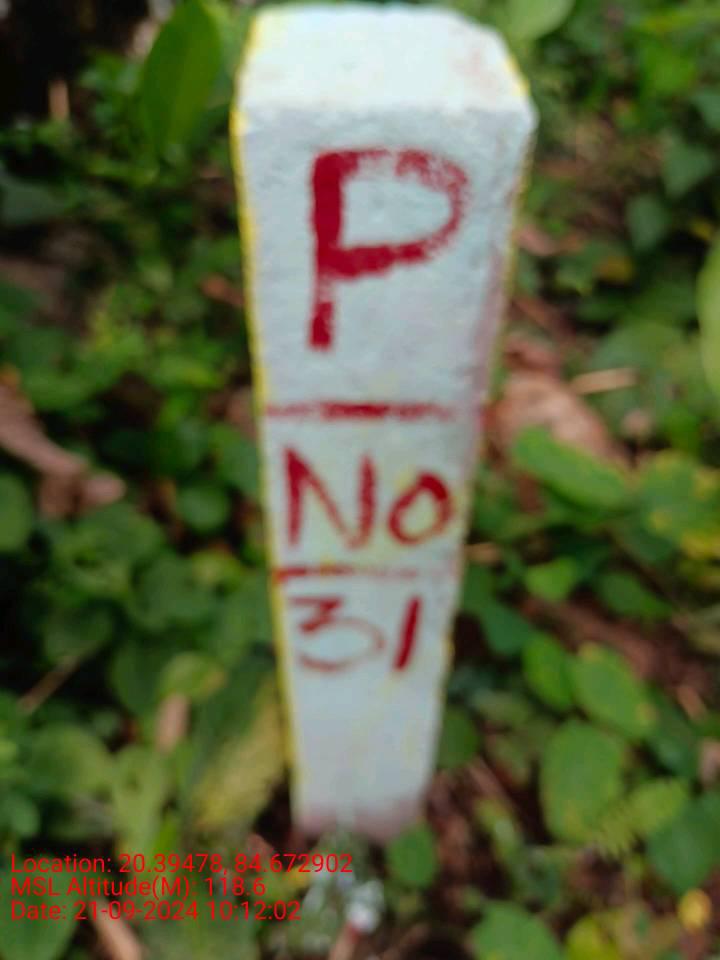 P
No
31
Location: 20.39478, 84.672902
MSL Altitude(M): 118.6
Date: 21-09-2024 10:12:02